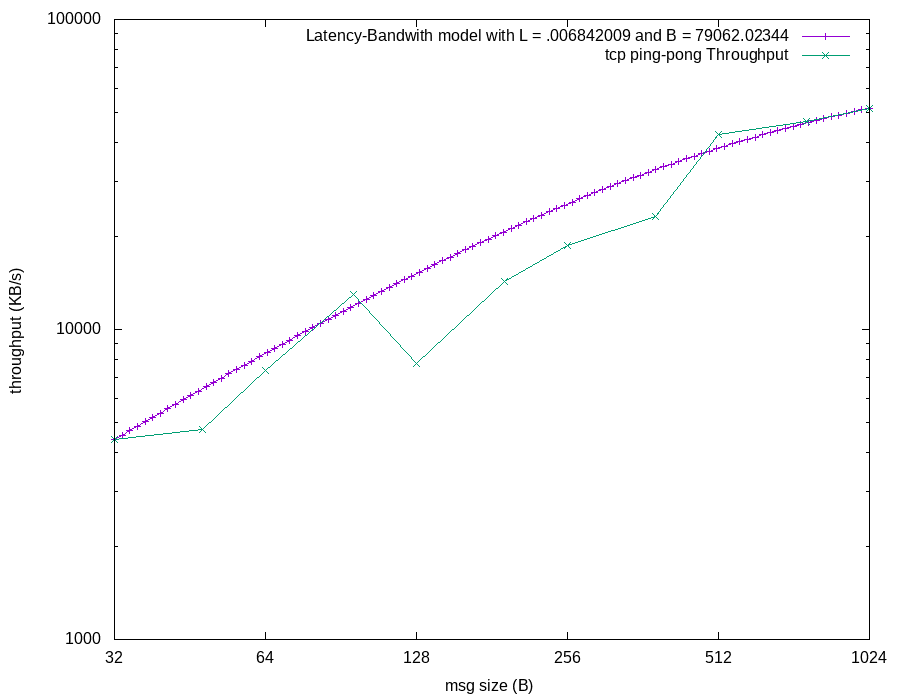 100000
Latency-Bandwith model with L = .006842009 and B = 79062.02344
tcp ping-pong Throughput
throughput (KB/s)
10000
1000
32 64 128 256 512 1024
msg size (B)